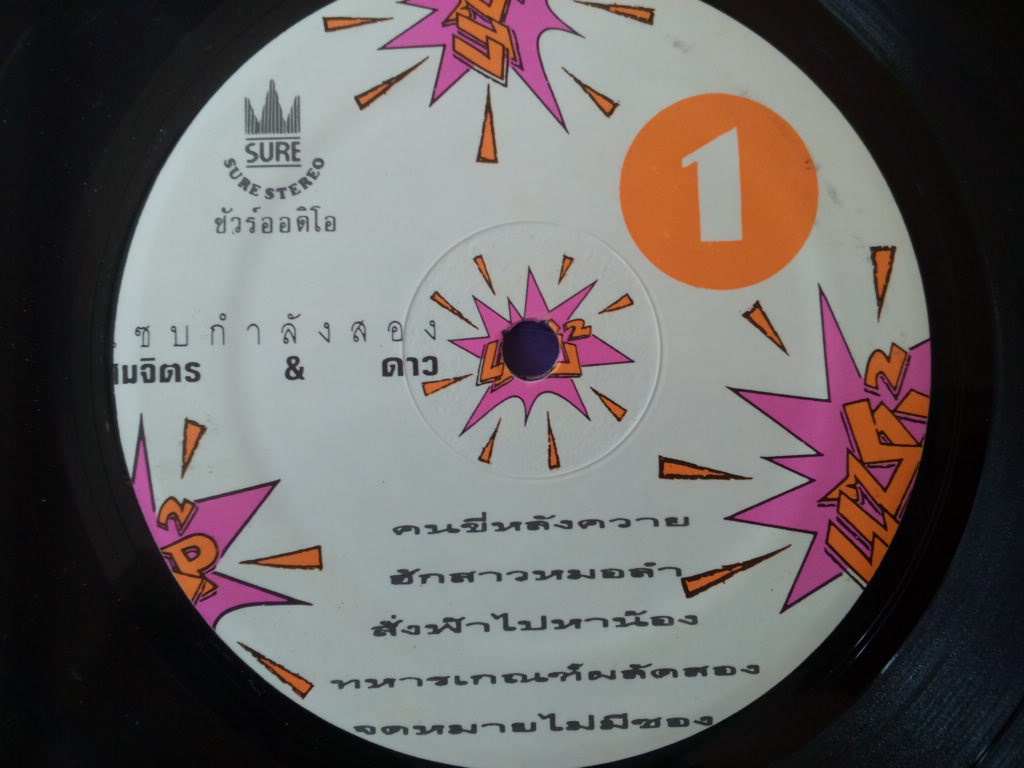 SURE
SURE STEREO
ชัวร์ออดิโอ
1
ซบกำลังสอง
มจิตร & ดาว
คนขี่หลังควาย
ฮักสาวหมอลำ
สั่งฟ้าไปหาน้อง
ทหารเกณฑ์ผลัดสอง
จดหมายไม่มีซอง